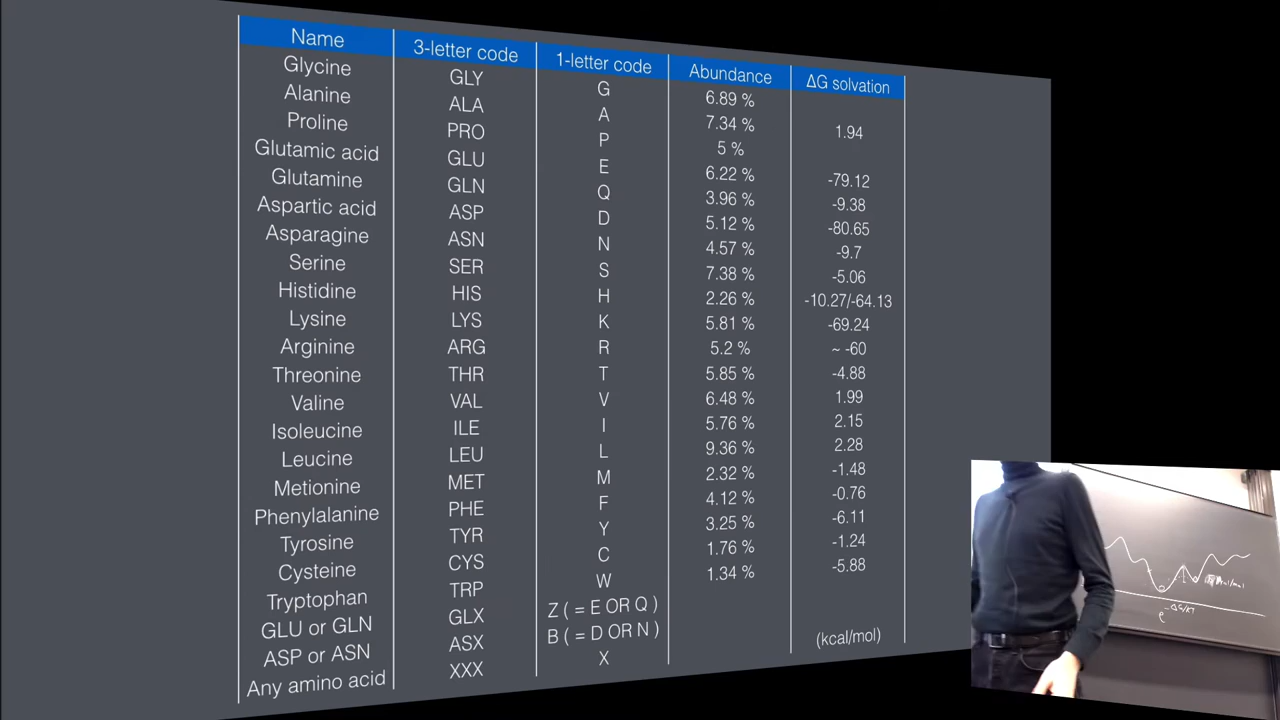 Name 3-letter code 1-letter code Abundance ΔG solvation
Glycine GLY G 6.89 %
Alanine ALA A 7.34 % 1.94
Proline PRO P 5 %
Glutamic acid GLU E 6.22 % -79.12
Glutamine GLN Q 3.96 % -9.38
Aspartic acid ASP D 5.12 % -80.65
Asparagine ASN N 4.57 % -9.7
Serine SER S 7.38 % -5.06
Histidine HIS H 2.26 % -10.27/-64.13
Lysine LYS K 5.81 % -69.24
Arginine ARG R 5.2 % ~ -60
Threonine THR T 5.85 % -4.88
Valine VAL V 6.48 % 1.99
Isoleucine ILE I 5.76 % 2.15
Leucine LEU L 9.36 % 2.28
Metionine MET M 2.32 % -1.48
Phenylalanine PHE F 4.12 % -0.76
Tyrosine TYR Y 3.25 % -6.11
Cysteine CYS C 1.76 % -1.24
Tryptophan TRP W 1.34 % -5.88
GLU or GLN GLX Z ( = E OR Q )
ASP or ASN ASX B ( = D OR N )
Any amino acid XXX X (kcal/mol)
e^-ΔG/kT